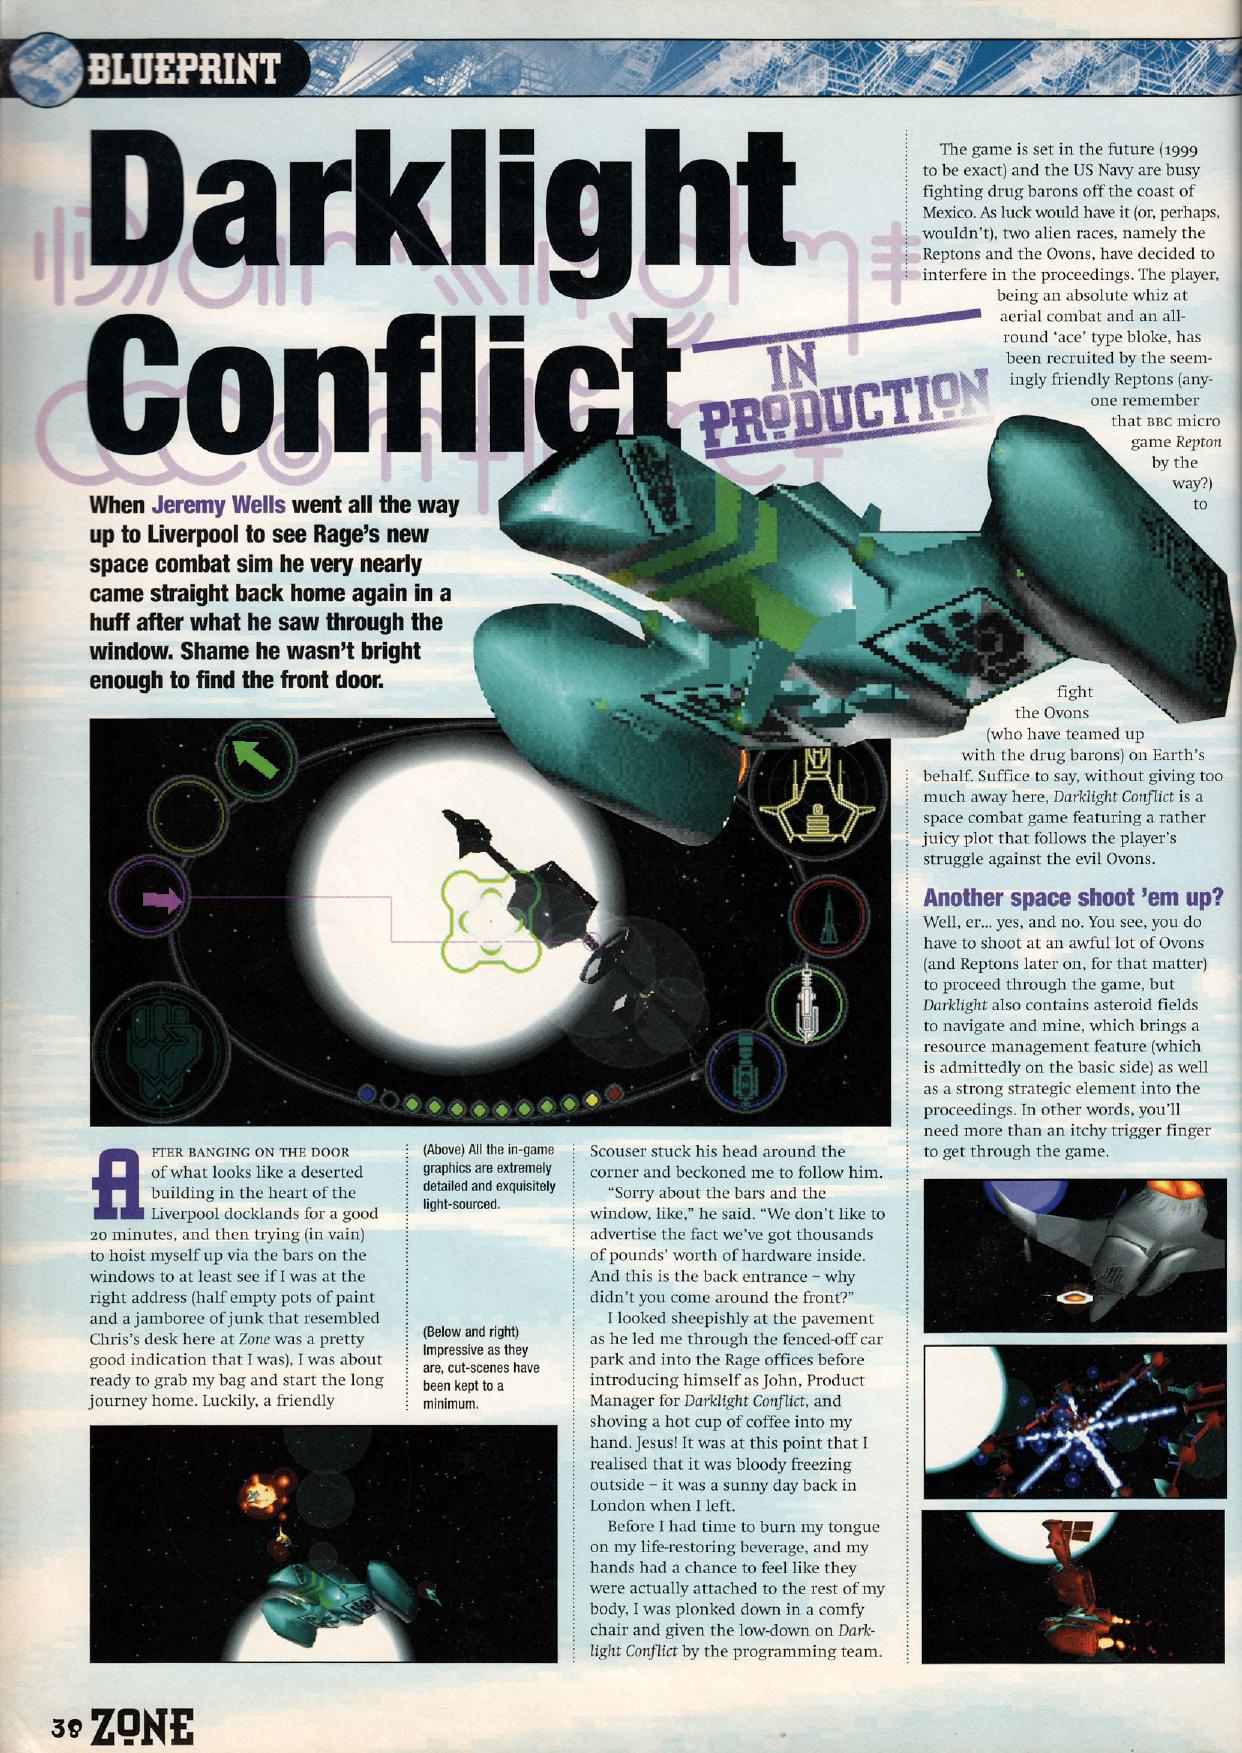 BLUEPRINT
Darklight
Conflict
IN
PRODUCTION
When Jeremy Wells went all the way
up to Liverpool to see Rage's new
space combat sim he very nearly
came straight back home again in a
huff after what he saw through the
window. Shame he wasn't bright
enough to find the front door.
AFTER BANGING ON THE DOOR
of what looks like a deserted
building in the heart of the
Liverpool docklands for a good
20 minutes, and then trying (in vain)
to hoist myself up via the bars on the
windows to at least see if I was at the
right address (half empty pots of paint
and a jamboree of junk that resembled
Chris's desk here at Zone was a pretty
good indication that I was), I was about
ready to grab my bag and start the long
journey home. Luckily, a friendly
(Above) All the in-game
graphics are extremely
detailed and exquisitely
light-sourced.
(Below and right)
Impressive as they
are, cut-scenes have
been kept to a
minimum.
Scouser stuck his head around the
corner and beckoned me to follow him.
"Sorry about the bars and the
window, like," he said. "We don't like to
advertise the fact we've got thousands
of pounds' worth of hardware inside.
And this is the back entrance – why
didn't you come around the front?"
I looked sheepishly at the pavement
as he led me through the fenced-off car
park and into the Rage offices before
introducing himself as John, Product
Manager for Darklight Conflict, and
shoving a hot cup of coffee into my
hand. Jesus! It was at this point that I
realised that it was bloody freezing
outside – it was a sunny day back in
London when I left.
Before I had time to burn my tongue
on my life-restoring beverage, and my
hands had a chance to feel like they
were actually attached to the rest of my
body, I was plonked down in a comfy
chair and given the low-down on Dark-
light Conflict by the programming team.
The game is set in the future (1999
to be exact) and the US Navy are busy
fighting drug barons off the coast of
Mexico. As luck would have it (or, perhaps,
wouldn't), two alien races, namely the
Reptons and the Ovons, have decided to
interfere in the proceedings. The player,
being an absolute whiz at
aerial combat and an all-
round 'ace' type bloke, has
been recruited by the seem-
ingly friendly Reptons (any-
one remember
that BBC micro
game Repton
by the
way?)
to
fight
the Ovons
(who have teamed up
with the drug barons) on Earth's
behalf. Suffice to say, without giving too
much away here, Darklight Conflict is a
space combat game featuring a rather
juicy plot that follows the player's
struggle against the evil Ovons.
Another space shoot 'em up?
Well, er... yes, and no. You see, you do
have to shoot at an awful lot of Ovons
(and Reptons later on, for that matter)
to proceed through the game, but
Darklight also contains asteroid fields
to navigate and mine, which brings a
resource management feature (which
is admittedly on the basic side) as well
as a strong strategic element into the
proceedings. In other words, you'll
need more than an itchy trigger finger
to get through the game.
38 ZONE